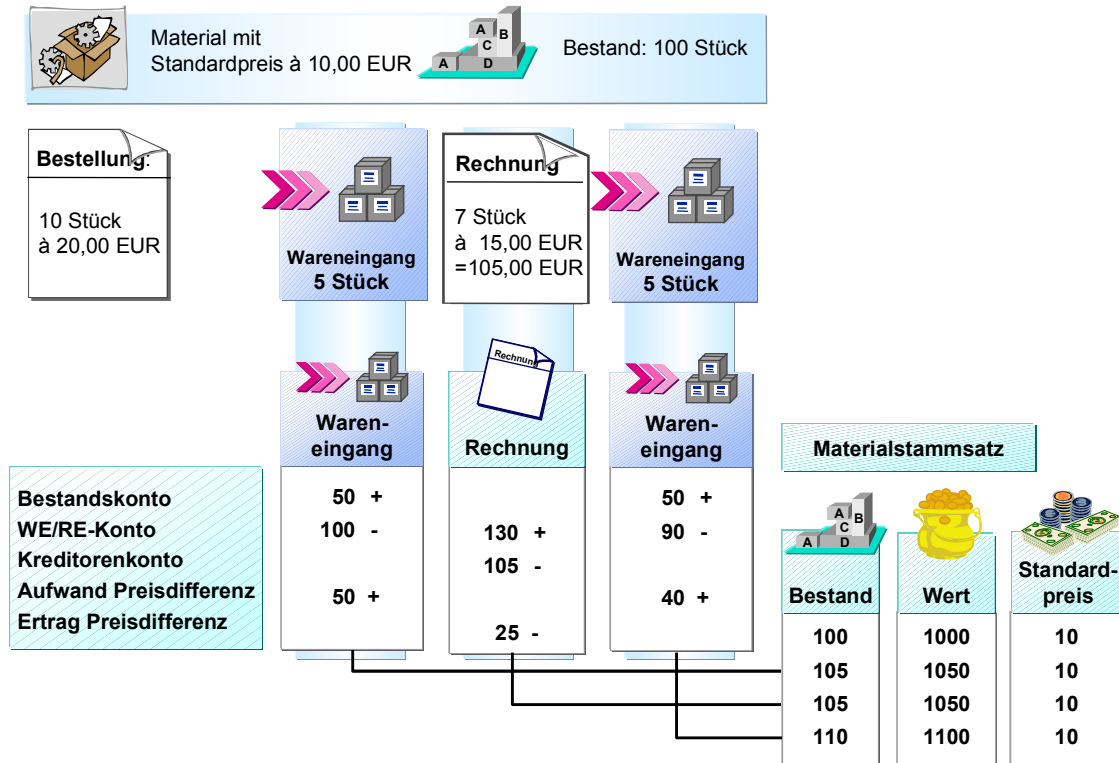 Material mit
Standardpreis à 10,00 EUR
A
B
C
A
D
Bestand: 100 Stück
Bestellung:
10 Stück
à 20,00 EUR
Wareneingang
5 Stück
Rechnung
7 Stück
à 15,00 EUR
=105,00 EUR
Wareneingang
5 Stück
Waren-
eingang
Rechnung
Rechnung
Waren-
eingang
Materialstammsatz
Bestandskonto 50 + 50 +
WE/RE-Konto 100 - 130 + 90 -
Kreditorenkonto 105 -
Aufwand Preisdifferenz 50 + 40 +
Ertrag Preisdifferenz 25 -
A
B
C
A
D
Bestand
Wert
Standard-
preis
100 1000 10
105 1050 10
105 1050 10
110 1100 10